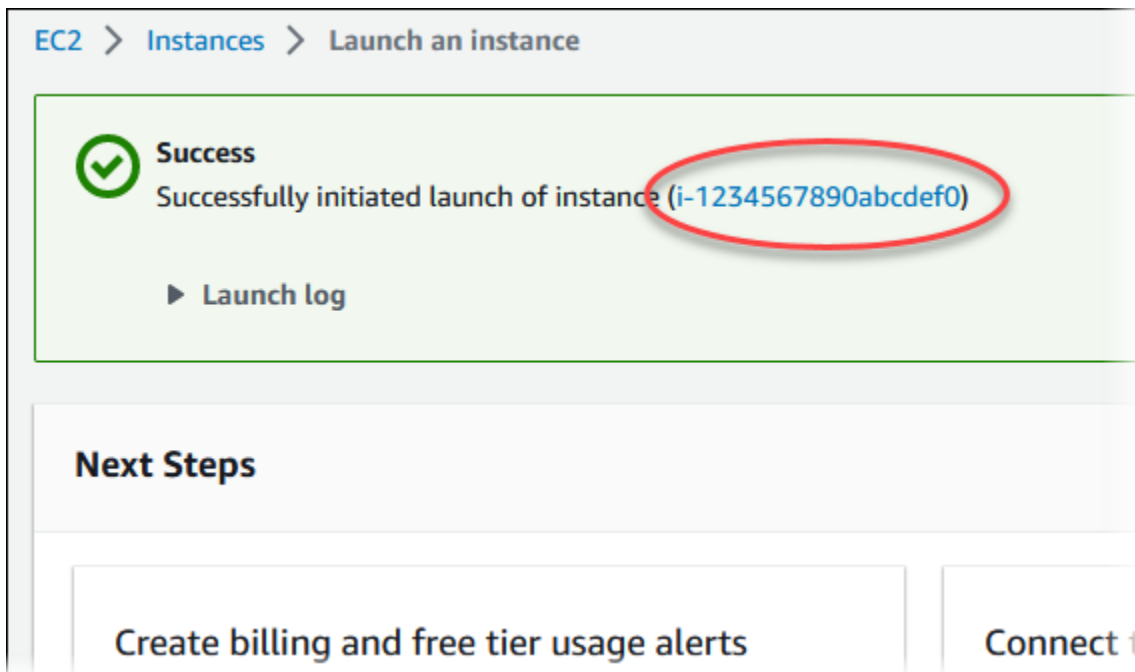 EC2 > Instances > Launch an instance
Success
Successfully initiated launch of instance (i-1234567890abcdef0)
Launch log
Next Steps
Create billing and free tier usage alerts
Connect